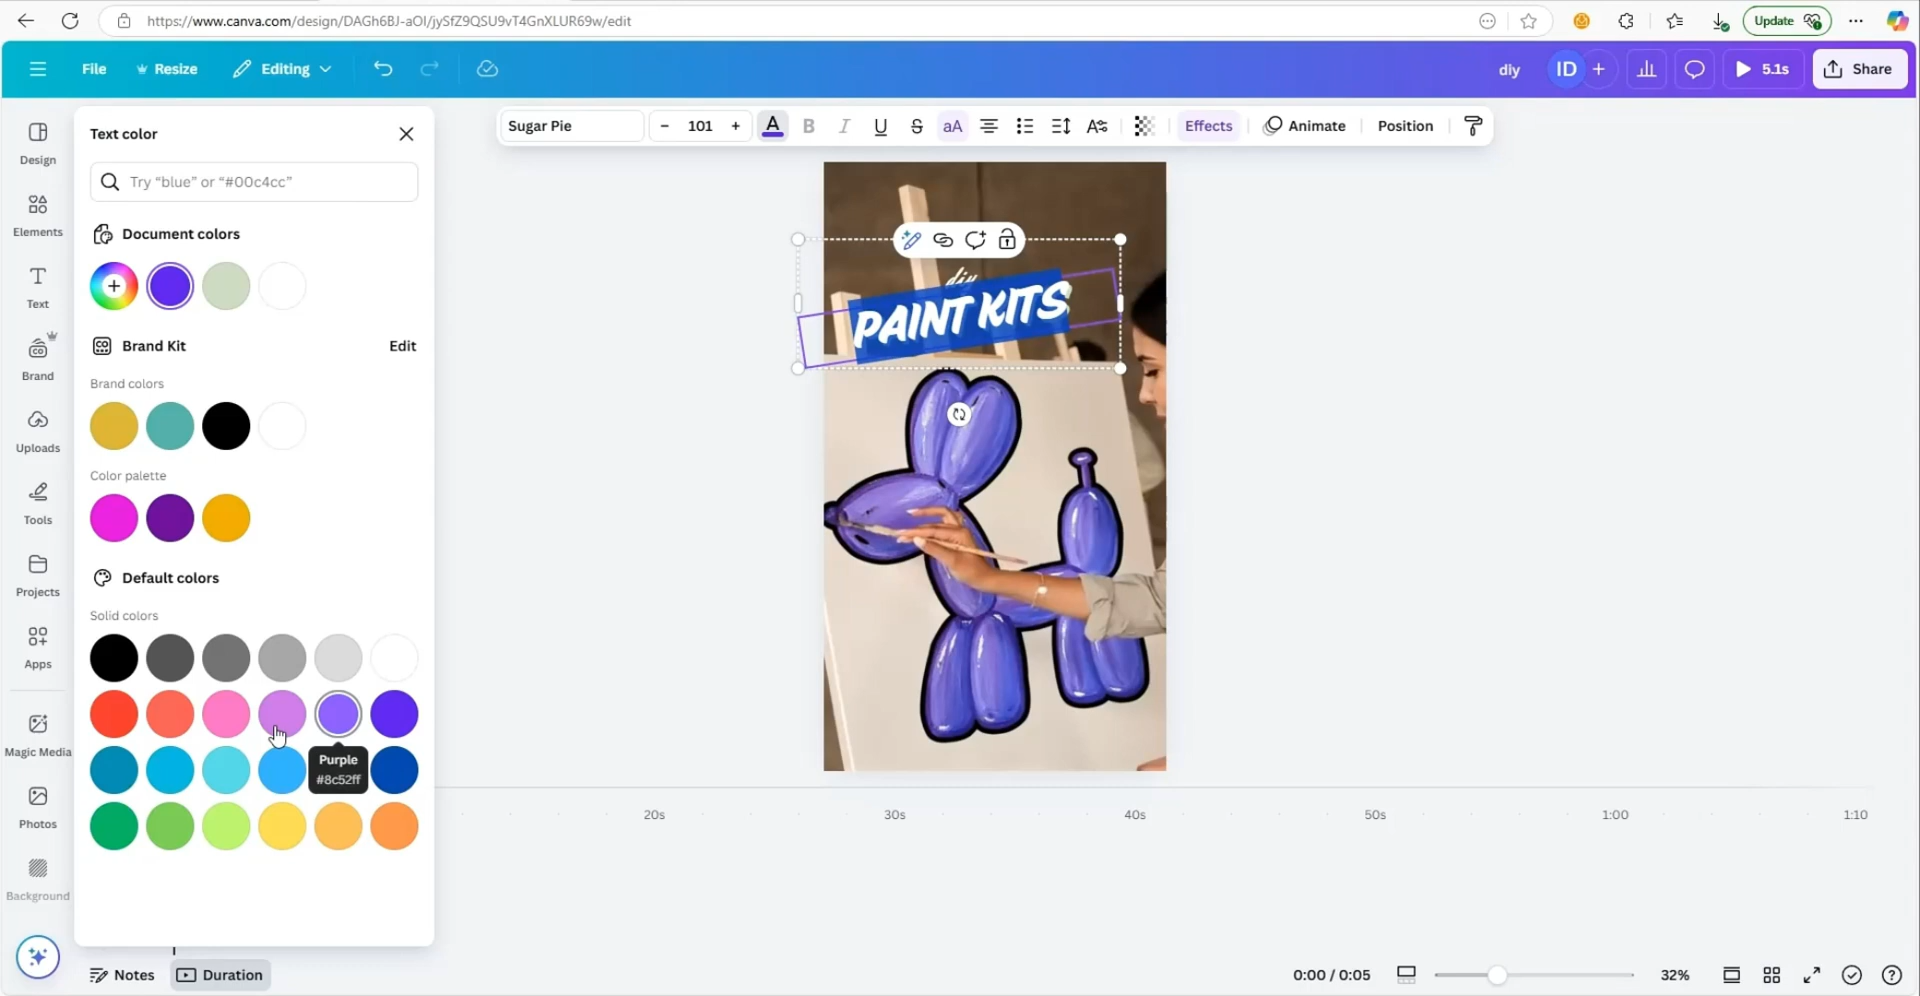 https://www.canva.com/design/DAGh6BJ-aOI/jySfZ9QSU9vT4GnXLUR69w/edit
Update
File
Resize
Editing
diy
ID
5.1s
Share
Design
Elements
Text
Brand
Uploads
Tools
Projects
Apps
Magic Media
Photos
Background
Text color
Try “blue” or “#00c4cc”
Document colors
Brand Kit
Edit
Brand colors
Color palette
Default colors
Solid colors
Purple
#8c52ff
Sugar Pie
101
A
B
I
U
S
aA
Effects
Animate
Position
diy
PAINT KITS
20s
30s
40s
50s
1:00
1:10
Notes
Duration
0:00 / 0:05
32%